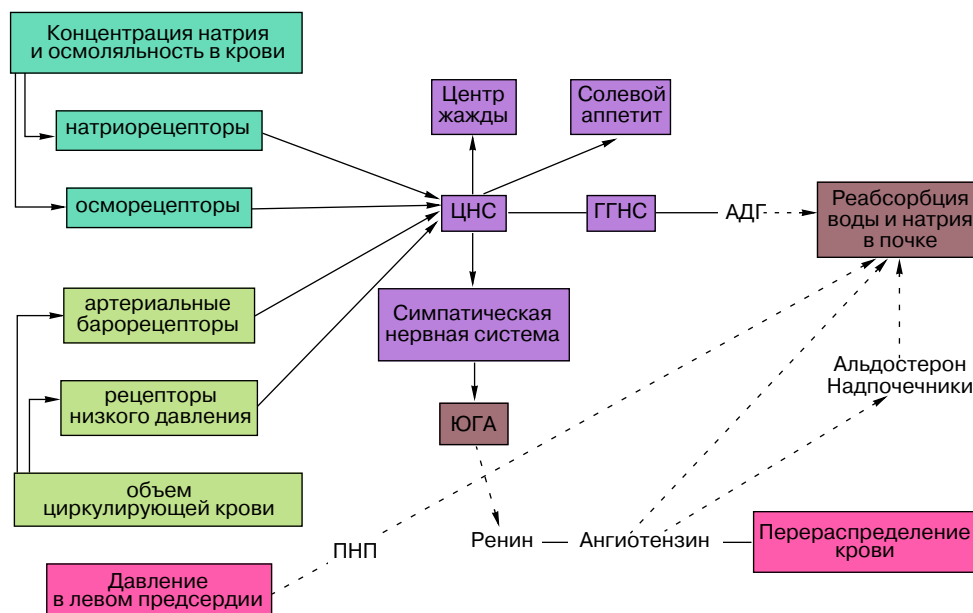 Концентрация натрия
и осмоляльность в крови
натриорецепторы
осморецепторы
артериальные
барорецепторы
рецепторы
низкого давления
объем
циркулирующей крови
Давление
в левом предсердии
Центр
жажды
Солевой
аппетит
ЦНС
ГГНС
АДГ
Реабсорбция
воды и натрия
в почке
Симпатическая
нервная система
ЮГА
Альдостерон
Надпочечники
ПНП
Ренин
Ангиотензин
Перераспределение
крови